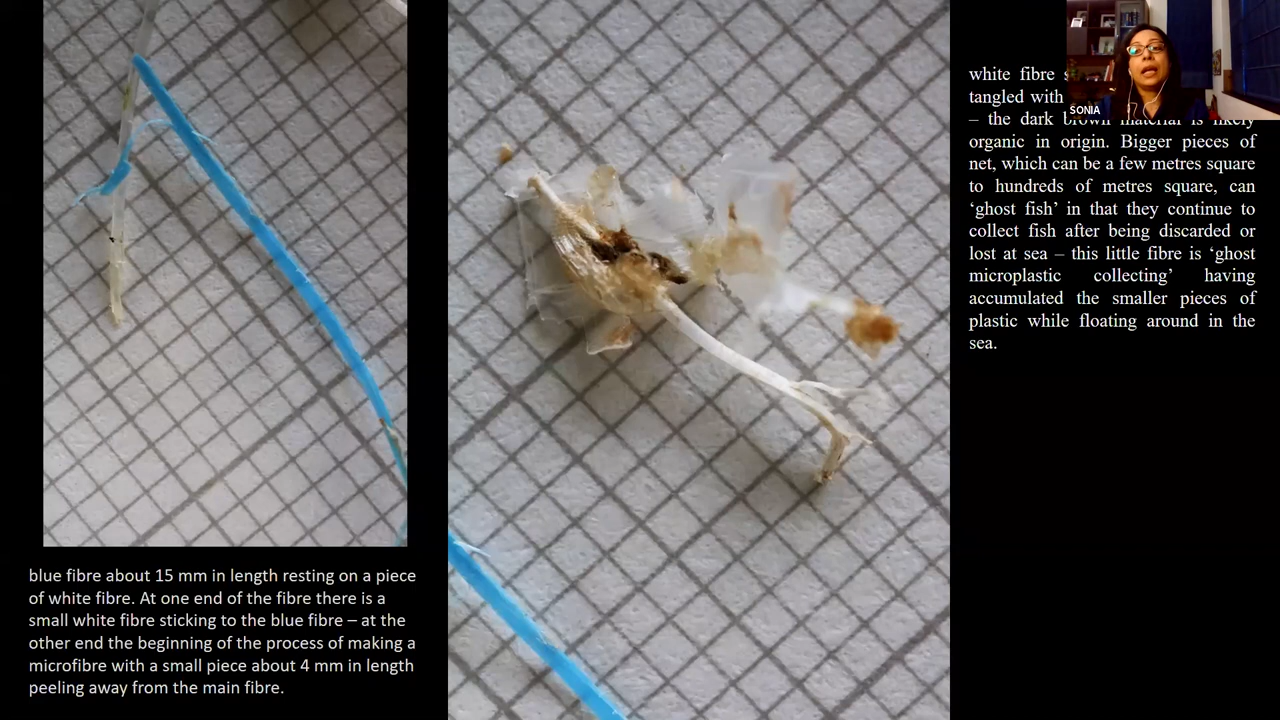 blue fibre about 15 mm in length resting on a piece
of white fibre. At one end of the fibre there is a
small white fibre sticking to the blue fibre – at the
other end the beginning of the process of making a
microfibre with a small piece about 4 mm in length
peeling away from the main fibre.
white fibre
tangled with
– the dark brown material is likely
organic in origin. Bigger pieces of
net, which can be a few metres square
to hundreds of metres square, can
‘ghost fish’ in that they continue to
collect fish after being discarded or
lost at sea – this little fibre is ‘ghost
microplastic collecting’ having
accumulated the smaller pieces of
plastic while floating around in the
sea.
SONIA